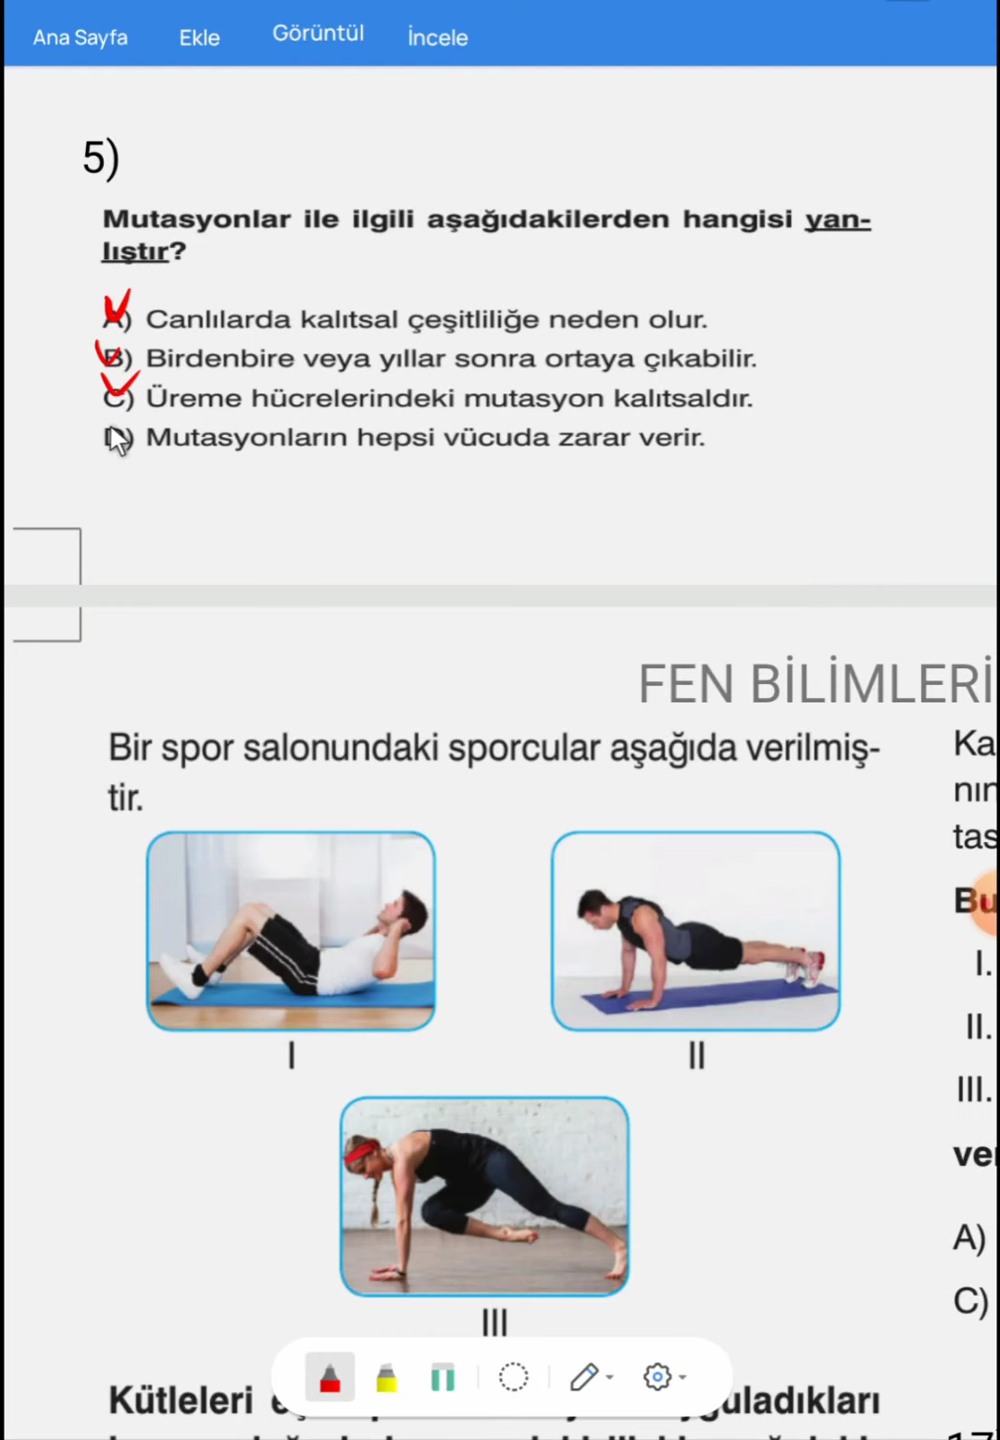 Ana Sayfa Ekle Görüntül İncele
5)
Mutasyonlar ile ilgili aşağıdakilerden hangisi yan-
lıştır?
A) Canlılarda kalıtsal çeşitliliğe neden olur.
B) Birdenbire veya yıllar sonra ortaya çıkabilir.
C) Üreme hücrelerindeki mutasyon kalıtsaldır.
D) Mutasyonların hepsi vücuda zarar verir.
FEN BİLİMLERİ
Bir spor salonundaki sporcular aşağıda verilmiş-
tir.
I
II
III
Kütleleri
Ka
nın
tas
Bu
I.
II.
III.
ve
A)
C)